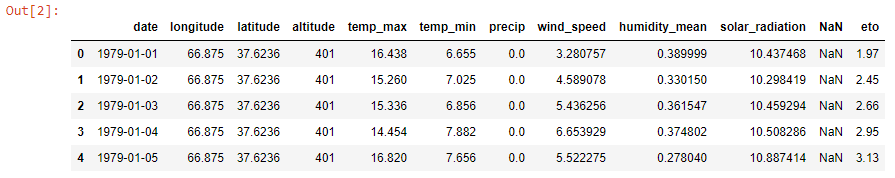 Out[2]:
date longitude latitude altitude temp_max temp_min precip wind_speed humidity_mean solar_radiation NaN eto
0 1979-01-01 66.875 37.6236 401 16.438 6.655 0.0 3.280757 0.389999 10.437468 NaN 1.97
1 1979-01-02 66.875 37.6236 401 15.260 7.025 0.0 4.589078 0.330150 10.298419 NaN 2.45
2 1979-01-03 66.875 37.6236 401 15.336 6.856 0.0 5.436256 0.361547 10.459294 NaN 2.66
3 1979-01-04 66.875 37.6236 401 14.454 7.882 0.0 6.653929 0.374802 10.508286 NaN 2.95
4 1979-01-05 66.875 37.6236 401 16.820 7.656 0.0 5.522275 0.278040 10.887414 NaN 3.13